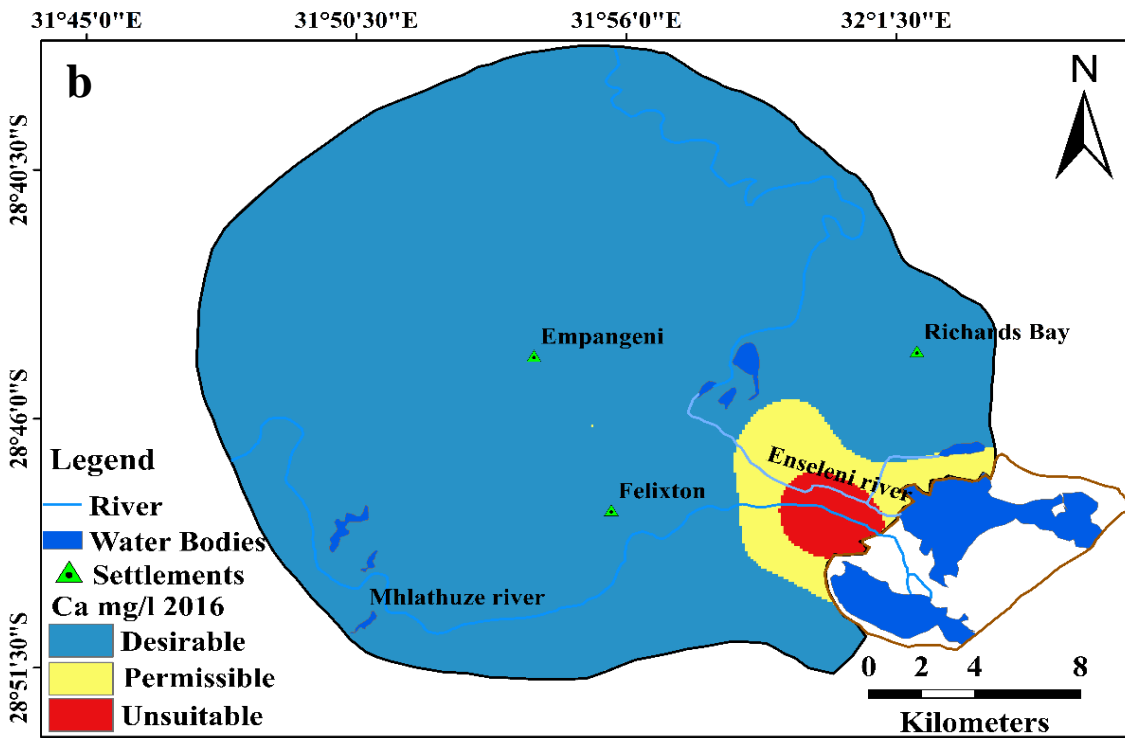 31°45'0"E 31°50'30"E 31°56'0"E 32°1'30"E
b
N
28°40'30"S
Empangeni
Richards Bay
28°46'0"S
Legend
Enseleni river
River
Felixton
Water Bodies
Settlements
Mhlathuze river
Ca mg/l 2016
Desirable
Permissible
28°51'30"S
0 2 4 8
Unsuitable
Kilometers